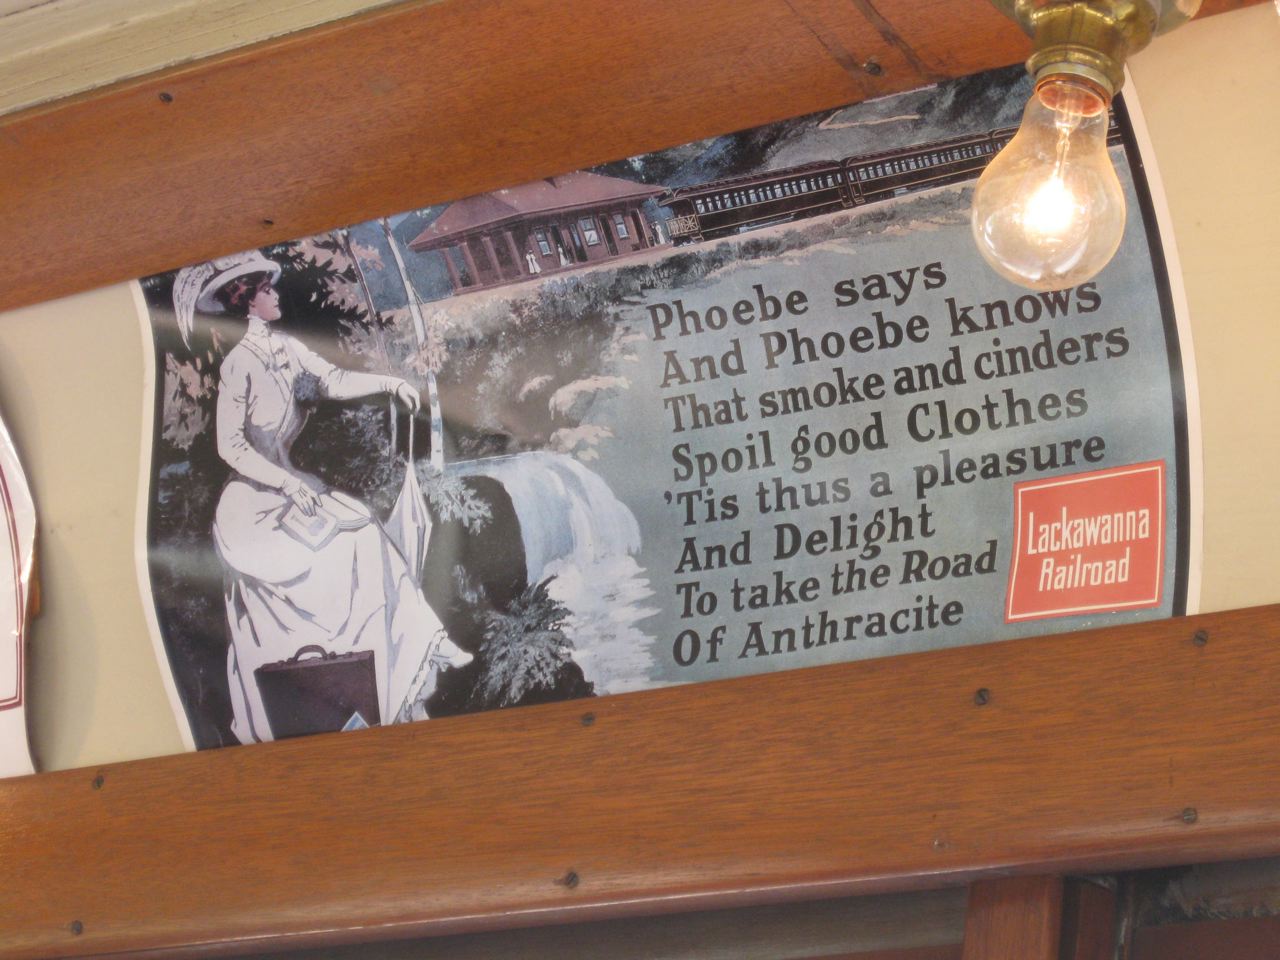 Phoebe says
And Phoebe knows
That smoke and cinders
Spoil good Clothes
'Tis thus a pleasure
And Delight
To take the Road
Of Anthracite
Lackawanna
Railroad